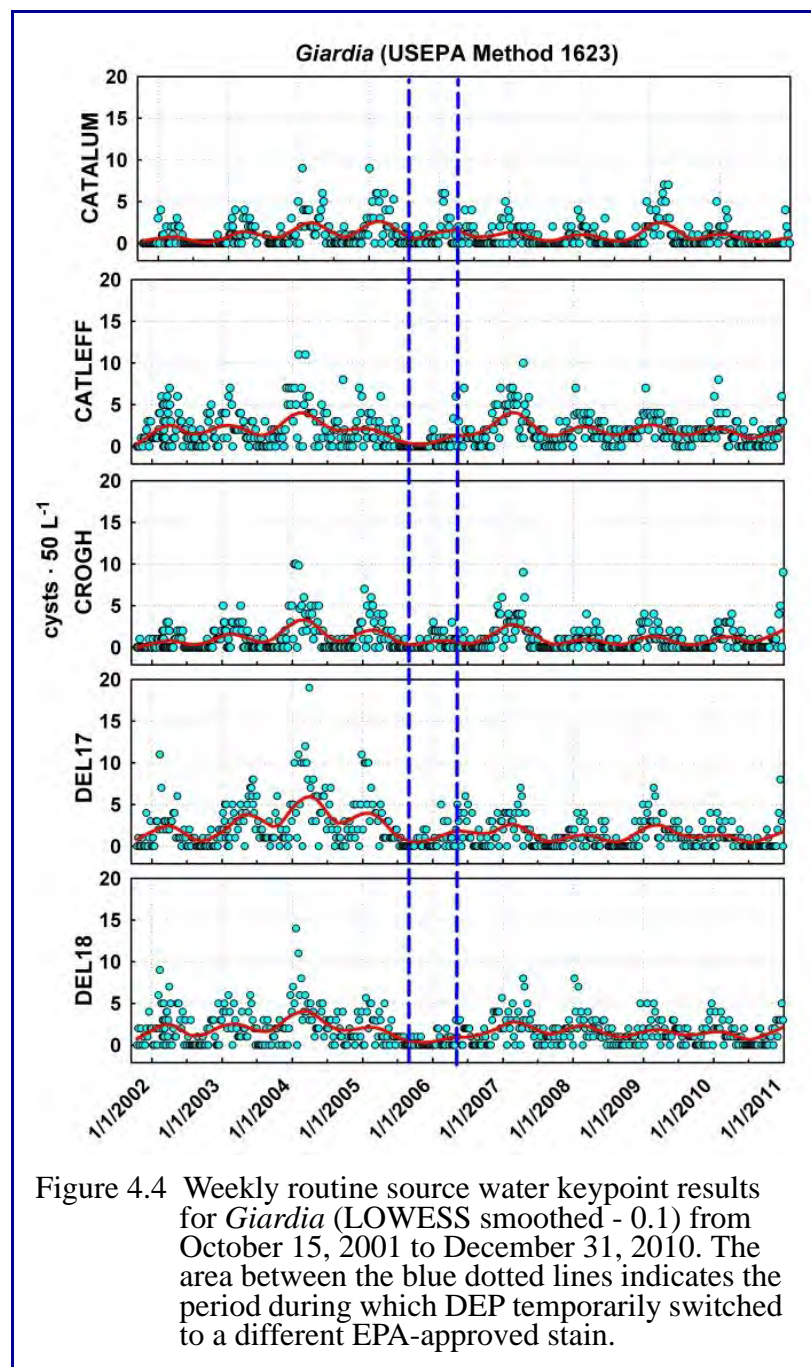 Giardia (USEPA Method 1623)
20
15
10
5
0
CATALUM
20
15
10
5
0
CATLEFF
20
15
10
5
0
CROGH
cysts · 50 L-1
20
15
10
5
0
DEL17
20
15
10
5
0
DEL18
1/1/2002
1/1/2003
1/1/2004
1/1/2005
1/1/2006
1/1/2007
1/1/2008
1/1/2009
1/1/2010
1/1/2011
Figure 4.4 Weekly routine source water keypoint results
for Giardia (LOWESS smoothed - 0.1) from
October 15, 2001 to December 31, 2010. The
area between the blue dotted lines indicates the
period during which DEP temporarily switched
to a different EPA-approved stain.